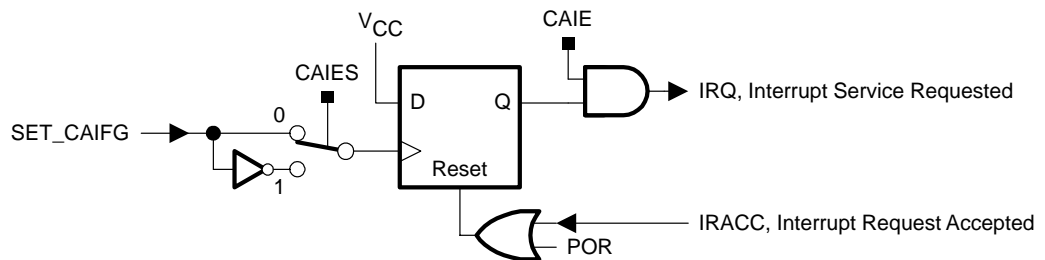 VCC
CAIE
CAIES
D
Q
IRQ, Interrupt Service Requested
0
SET_CAIFG
Reset
1
IRACC, Interrupt Request Accepted
POR